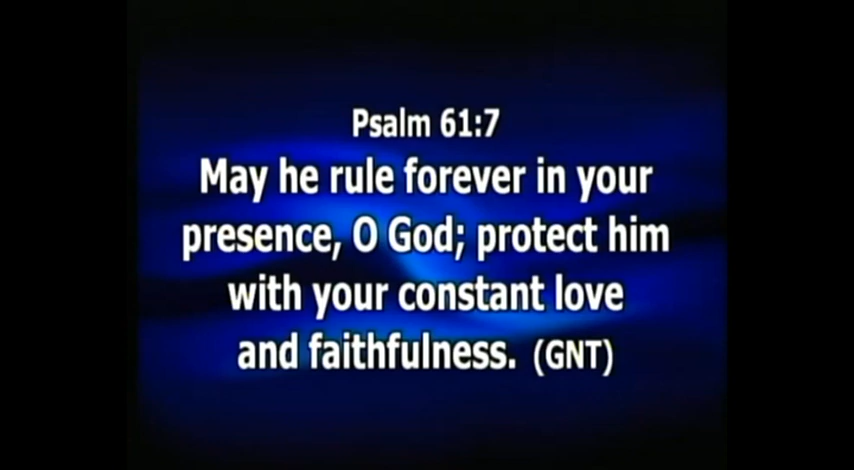 Psalm 61:7
May he rule forever in your
presence, O God; protect him
with your constant love
and faithfulness. (GNT)